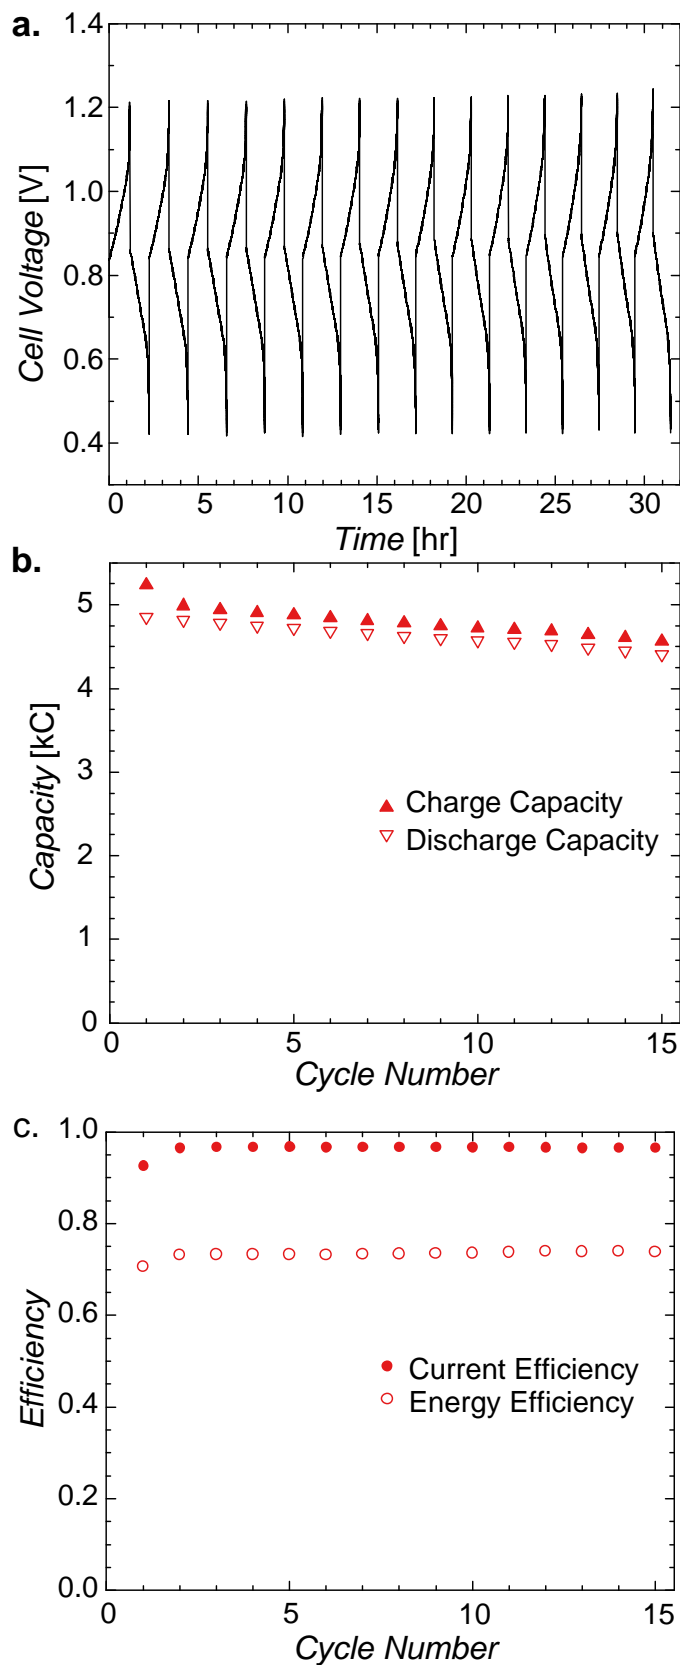 a.
1.4
1.2
1.0
0.8
0.6
0.4
Cell Voltage [V]
0 5 10 15 20 25 30
Time [hr]
b.
5
4
3
2
1
0
Capacity [kC]
Charge Capacity
Discharge Capacity
0 5 10 15
Cycle Number
c.
1.0
0.8
0.6
0.4
0.2
0.0
Efficiency
Current Efficiency
Energy Efficiency
0 5 10 15
Cycle Number